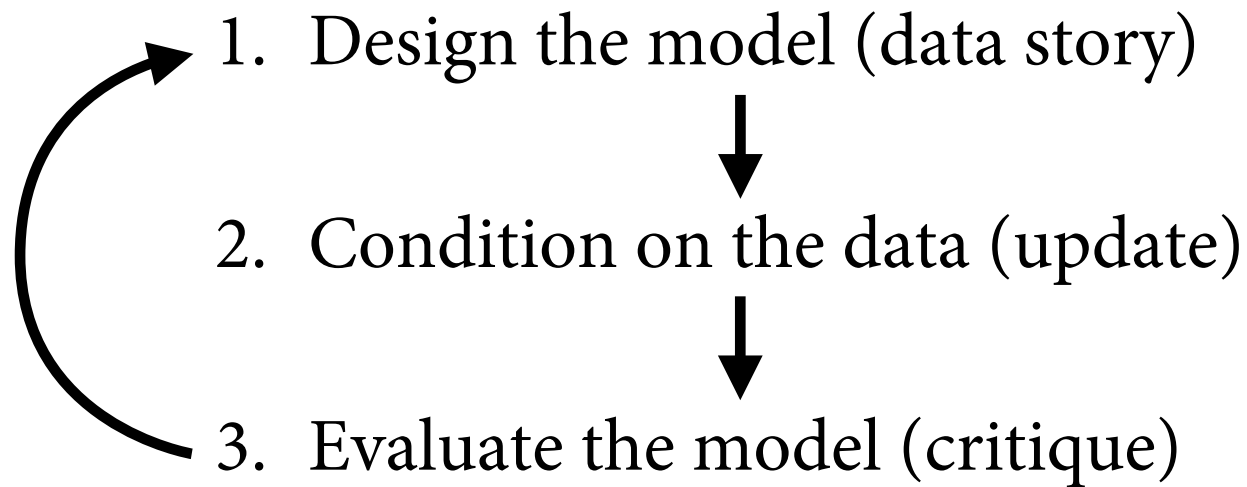 1. Design the model (data story)
2. Condition on the data (update)
3. Evaluate the model (critique)